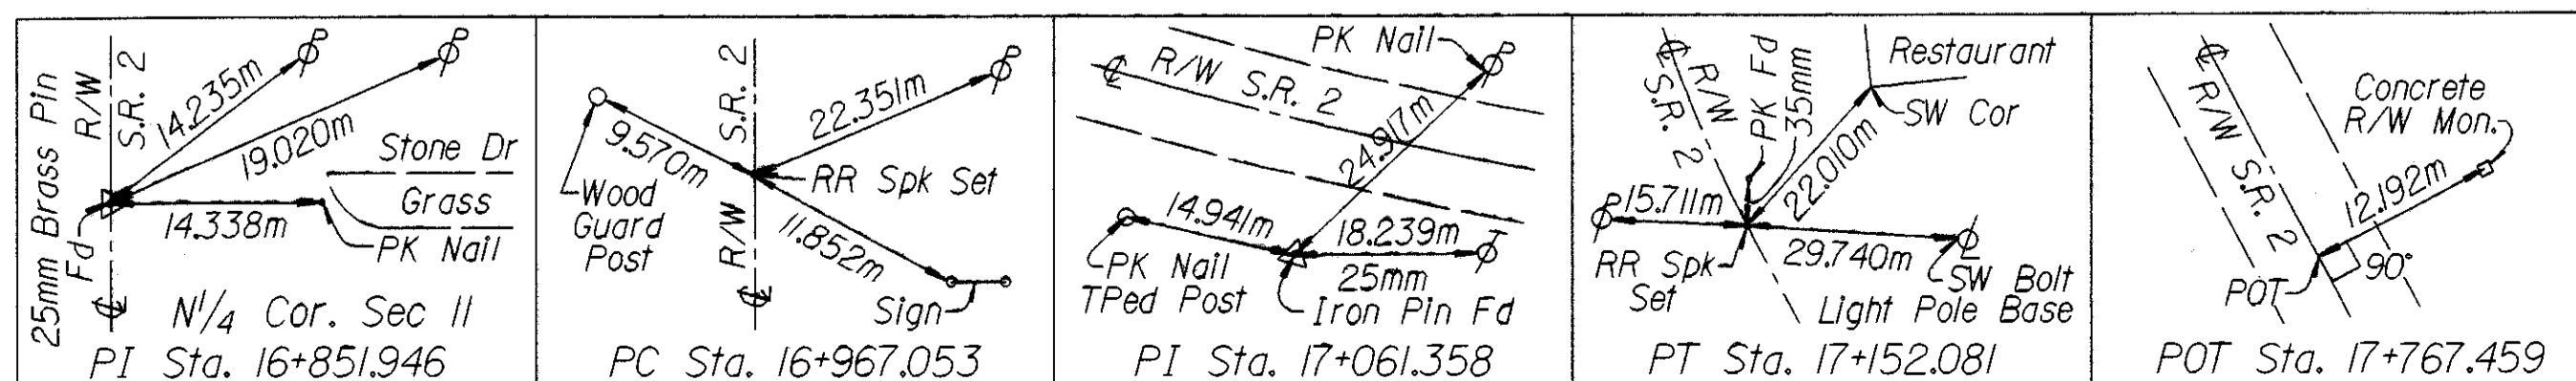 25mm Brass Pin
Fd
R/W
S.R. 2
℄
14.235m
P
19.020m
P
Stone Dr
Grass
14.338m
PK Nail
N1/4 Cor. Sec 11
PI Sta. 16+851.946
S.R. 2
R/W
℄
22.351m
P
9.570m
RR Spk Set
Wood
Guard
Post
11.852m
Sign
PC Sta. 16+967.053
PK Nail
P
℄
R/W S.R. 2
24.917m
14.941m
18.239m
T
PK Nail
TPed Post
25mm
Iron Pin Fd
PI Sta. 17+061.358
℄ R/W
S.R. 2
PK Fd
35mm
Restaurant
SW Cor
22.010m
P
15.711m
29.740m
L
RR Spk
Set
SW Bolt
Light Pole Base
PT Sta. 17+152.081
℄
R/W S.R. 2
Concrete
R/W Mon.
12.192m
90°
POT
POT Sta. 17+767.459